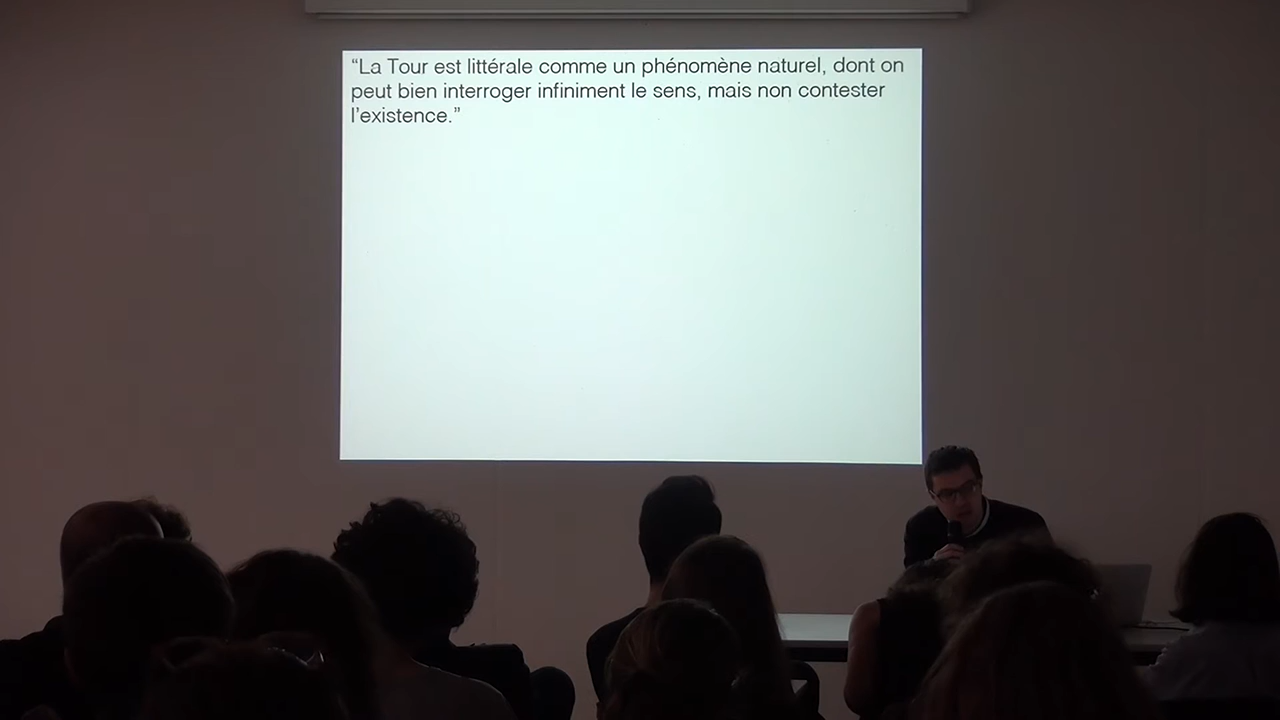 “La Tour est littérale comme un phénomène naturel, dont on
peut bien interroger infiniment le sens, mais non contester
l’existence.”